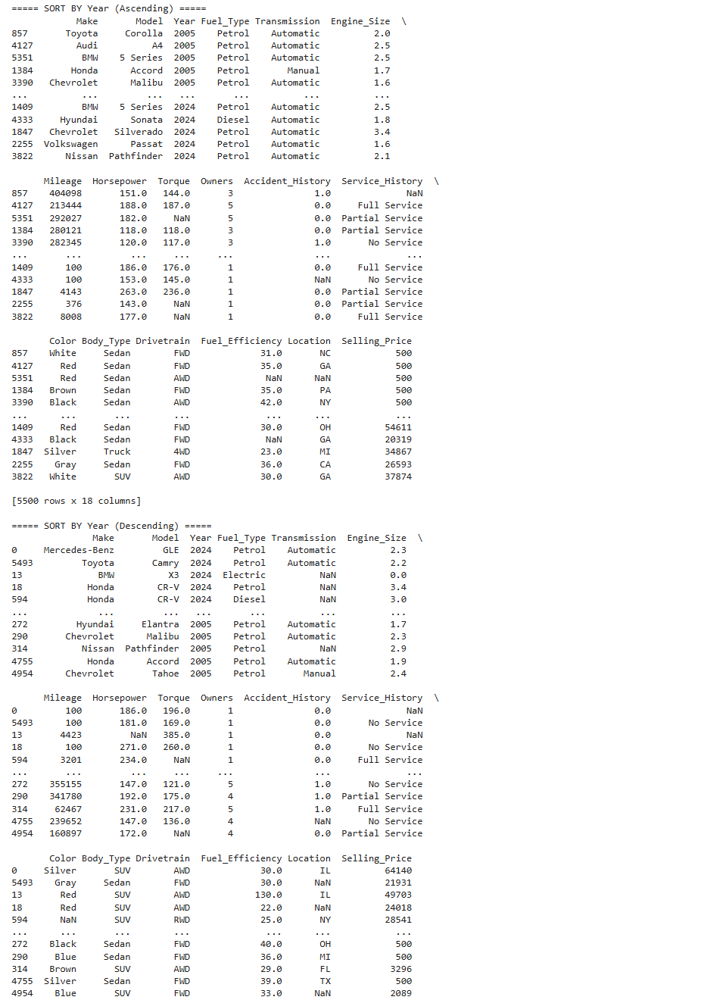 ===== SORT BY Year (Ascending) =====
            Make       Model  Year Fuel_Type Transmission  Engine_Size  \
857       Toyota     Corolla  2005    Petrol    Automatic          2.0
4127        Audi          A4  2005    Petrol    Automatic          2.5
5351         BMW    5 Series  2005    Petrol    Automatic          2.5
1384       Honda      Accord  2005    Petrol       Manual          1.7
3390   Chevrolet      Malibu  2005    Petrol    Automatic          1.6
...          ...         ...   ...       ...          ...          ...
1409         BMW    5 Series  2024    Petrol    Automatic          2.5
4333     Hyundai      Sonata  2024    Diesel    Automatic          1.8
1847   Chevrolet   Silverado  2024    Petrol    Automatic          3.4
2255  Volkswagen      Passat  2024    Petrol    Automatic          1.6
3822      Nissan  Pathfinder  2024    Petrol    Automatic          2.1

      Mileage  Horsepower  Torque  Owners  Accident_History  Service_History  \
857    404098       151.0   144.0       3               1.0              NaN
4127   213444       188.0   187.0       5               0.0     Full Service
5351   292027       182.0     NaN       5               0.0  Partial Service
1384   280121       118.0   118.0       3               0.0  Partial Service
3390   282345       120.0   117.0       3               1.0       No Service
...       ...         ...     ...     ...               ...              ...
1409      100       186.0   176.0       1               0.0     Full Service
4333      100       153.0   145.0       1               NaN       No Service
1847     4143       263.0   236.0       1               0.0  Partial Service
2255      376       143.0     NaN       1               0.0  Partial Service
3822     8008       177.0     NaN       1               0.0     Full Service

       Color Body_Type Drivetrain  Fuel_Efficiency Location  Selling_Price
857    White     Sedan        FWD             31.0       NC            500
4127     Red     Sedan        FWD             35.0       GA            500
5351     Red     Sedan        AWD              NaN      NaN            500
1384   Brown     Sedan        FWD             35.0       PA            500
3390   Black     Sedan        AWD             42.0       NY            500
...      ...       ...        ...              ...      ...            ...
1409     Red     Sedan        FWD             30.0       OH          54611
4333   Black     Sedan        FWD              NaN       GA          20319
1847  Silver     Truck        4WD             23.0       MI          34867
2255    Gray     Sedan        FWD             36.0       CA          26593
3822   White       SUV        AWD             30.0       GA          37874

[5500 rows x 18 columns]

===== SORT BY Year (Descending) =====
               Make       Model  Year Fuel_Type Transmission  Engine_Size  \
0     Mercedes-Benz         GLE  2024    Petrol    Automatic          2.3
5493         Toyota       Camry  2024    Petrol    Automatic          2.2
13              BMW          X3  2024  Electric          NaN          0.0
18            Honda        CR-V  2024    Petrol          NaN          3.4
594           Honda        CR-V  2024    Diesel          NaN          3.0
...             ...         ...   ...       ...          ...          ...
272         Hyundai     Elantra  2005    Petrol    Automatic          1.7
290       Chevrolet      Malibu  2005    Petrol    Automatic          2.3
314          Nissan  Pathfinder  2005    Petrol          NaN          2.9
4755          Honda      Accord  2005    Petrol    Automatic          1.9
4954      Chevrolet       Tahoe  2005    Petrol       Manual          2.4

      Mileage  Horsepower  Torque  Owners  Accident_History  Service_History  \
0         100       186.0   196.0       1               0.0              NaN
5493      100       181.0   169.0       1               0.0       No Service
13       4423         NaN   385.0       1               0.0              NaN
18        100       271.0   260.0       1               0.0       No Service
594      3201       234.0     NaN       1               0.0     Full Service
...       ...         ...     ...     ...               ...              ...
272    355155       147.0   121.0       5               1.0       No Service
290    341780       192.0   175.0       4               1.0  Partial Service
314     62467       231.0   217.0       5               1.0     Full Service
4755   239652       147.0   136.0       4               NaN       No Service
4954   160897       172.0     NaN       4               0.0  Partial Service

       Color Body_Type Drivetrain  Fuel_Efficiency Location  Selling_Price
0     Silver       SUV        AWD             30.0       IL          64140
5493    Gray     Sedan        FWD             30.0      NaN          21931
13       Red       SUV        AWD            130.0       IL          49703
18       Red       SUV        AWD             22.0      NaN          24018
594      NaN       SUV        RWD             25.0       NY          28541
...      ...       ...        ...              ...      ...            ...
272    Black     Sedan        FWD             40.0       OH            500
290     Blue     Sedan        FWD             36.0       MI            500
314    Brown       SUV        AWD             29.0       FL           3296
4755  Silver     Sedan        FWD             39.0       TX            500
4954    Blue       SUV        FWD             33.0      NaN           2089